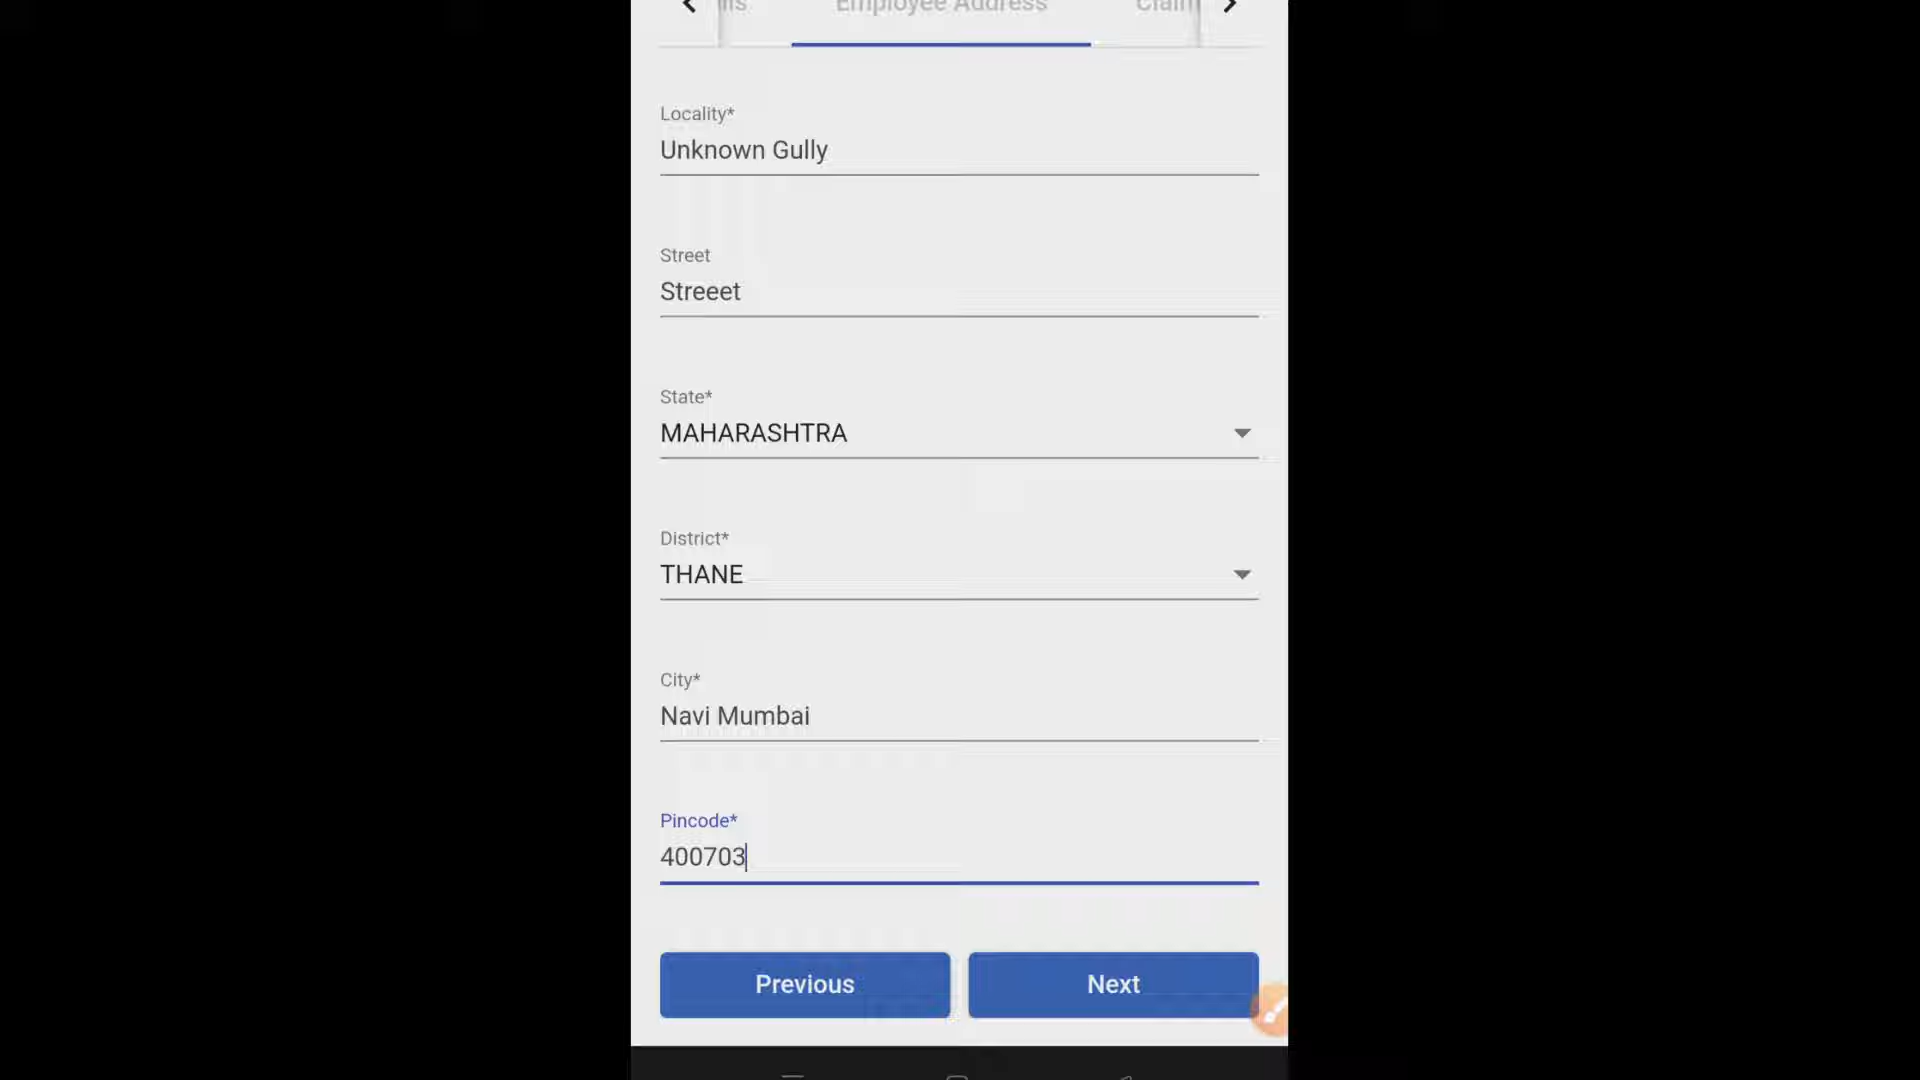 Employee Address
Locality*
Unknown Gully
Street
Streeet
State*
MAHARASHTRA
District*
THANE
City*
Navi Mumbai
Pincode*
400703
Previous Next